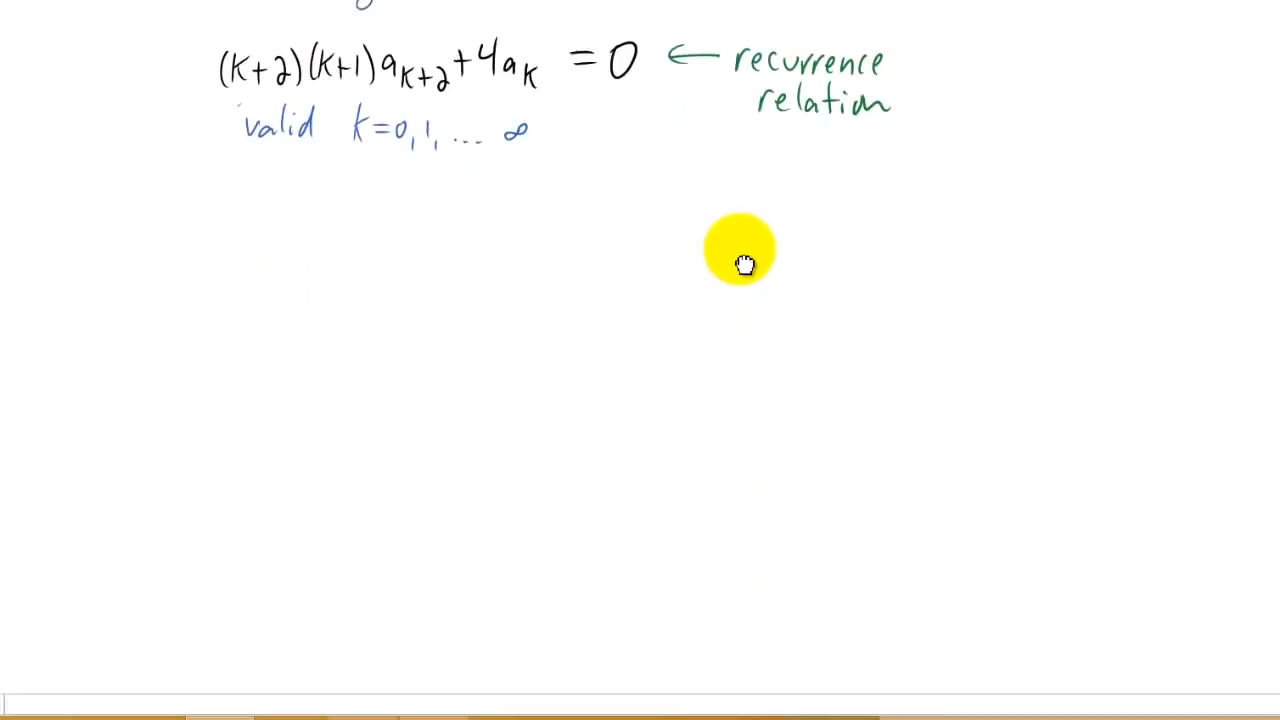 (k+2)(k+1)a_{k+2}+4a_k = 0 ← recurrence
relation
valid k=0,1,... ∞